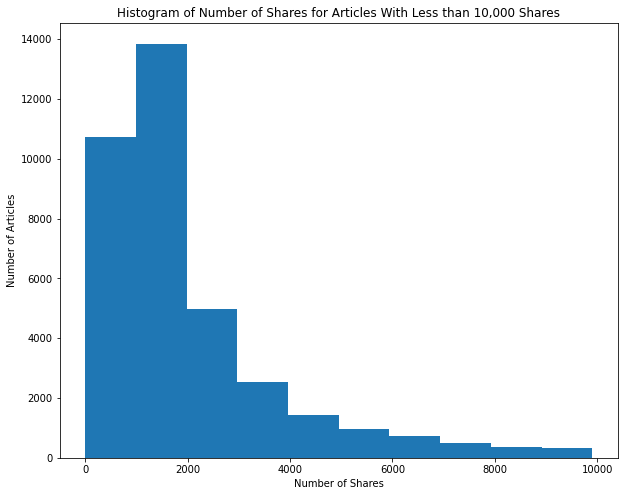 Histogram of Number of Shares for Articles With Less than 10,000 Shares
14000
12000
10000
8000
6000
4000
2000
0
Number of Articles
0 2000 4000 6000 8000 10000
Number of Shares